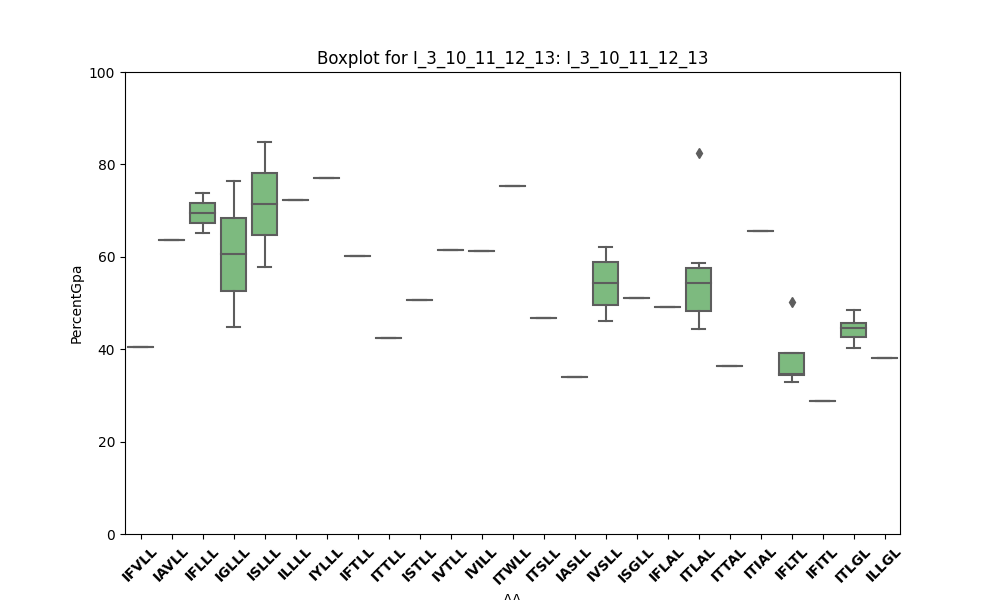 Boxplot for I_3_10_11_12_13: I_3_10_11_12_13
PercentGpa
100
80
60
40
20
0
IFVLL IAVLL IFLLL IGLLL ISLLL ILLLL IYLLL IFTLL ITTLL ISTLL IVTLL IVILL ITWLL ITSLL IASLL IVSLL ISGLL IFLAL ITLAL ITTAL ITIAL IFLTL IFITL ITLGL ILLGL
AA